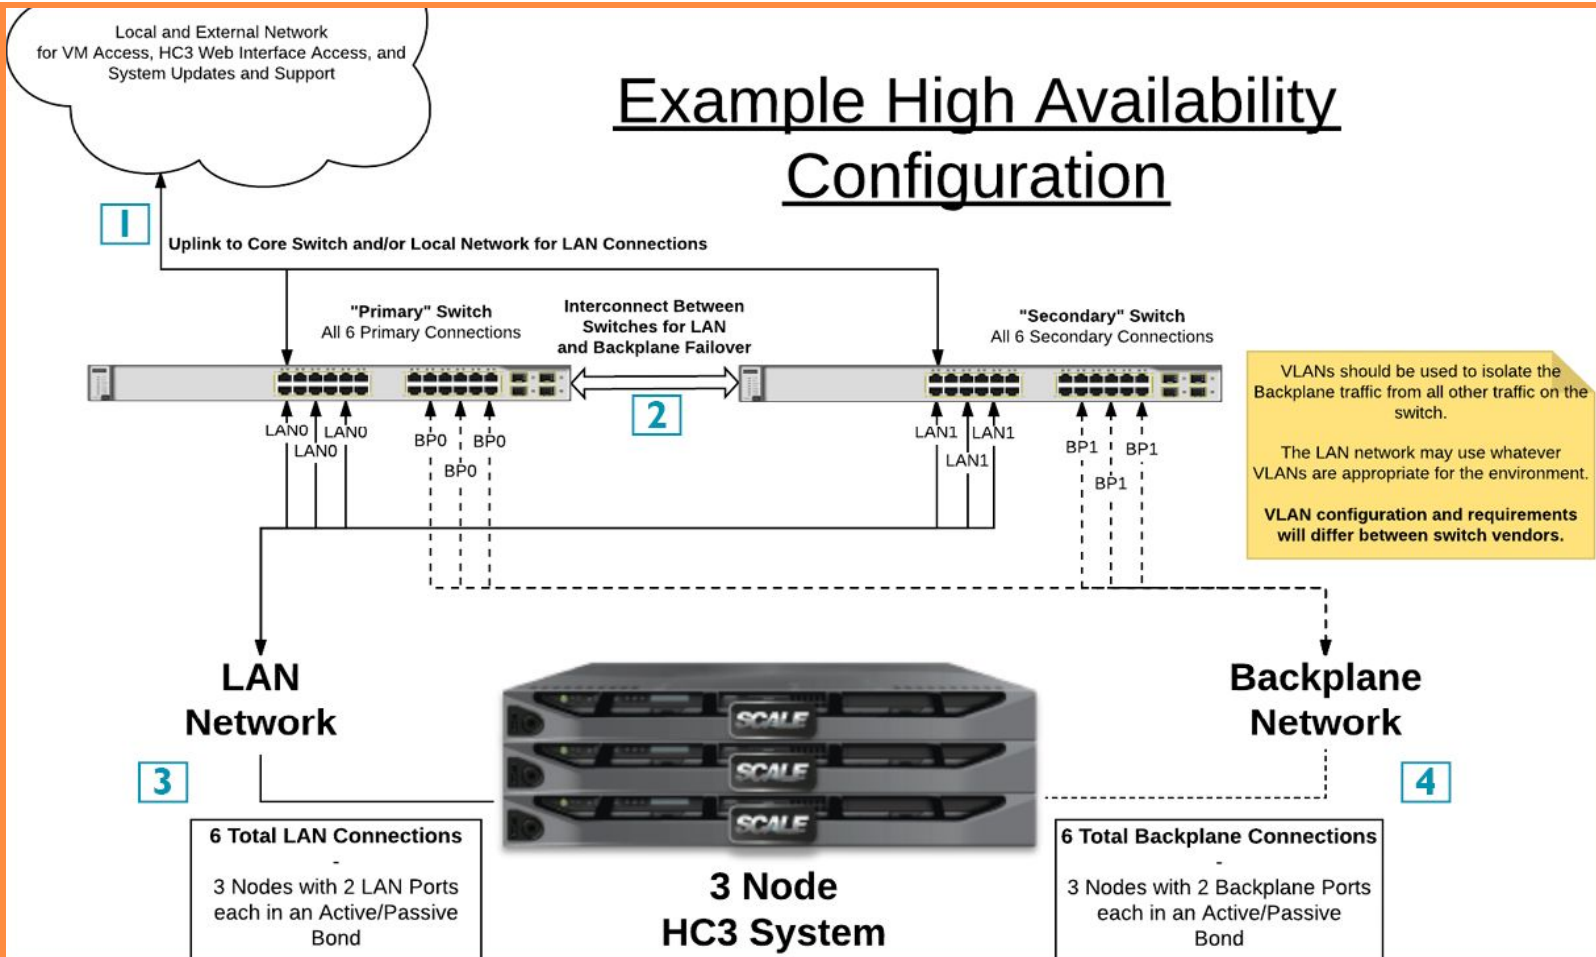 Local and External Network
for VM Access, HC3 Web Interface Access, and
System Updates and Support
Example High Availability
Configuration
1
Uplink to Core Switch and/or Local Network for LAN Connections
"Primary" Switch
All 6 Primary Connections
Interconnect Between
Switches for LAN
and Backplane Failover
2
"Secondary" Switch
All 6 Secondary Connections
VLANs should be used to isolate the
Backplane traffic from all other traffic on the
switch.
The LAN network may use whatever
VLANs are appropriate for the environment.
VLAN configuration and requirements
will differ between switch vendors.
LAN0
LAN0
LAN0
BP0
BP0
BP0
LAN1
LAN1
LAN1
BP1
BP1
BP1
LAN
Network
3
SCALE
SCALE
SCALE
Backplane
Network
4
6 Total LAN Connections
-
3 Nodes with 2 LAN Ports
each in an Active/Passive
Bond
3 Node
HC3 System
6 Total Backplane Connections
-
3 Nodes with 2 Backplane Ports
each in an Active/Passive
Bond